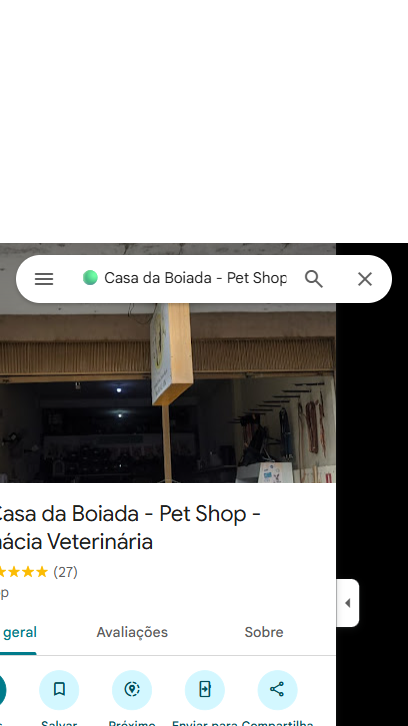 Casa da Boiada - Pet Shop
Casa da Boiada - Pet Shop -
ácia Veterinária
(27)
op
geral Avaliações Sobre
Salvar Próximo Enviar para Compartilha